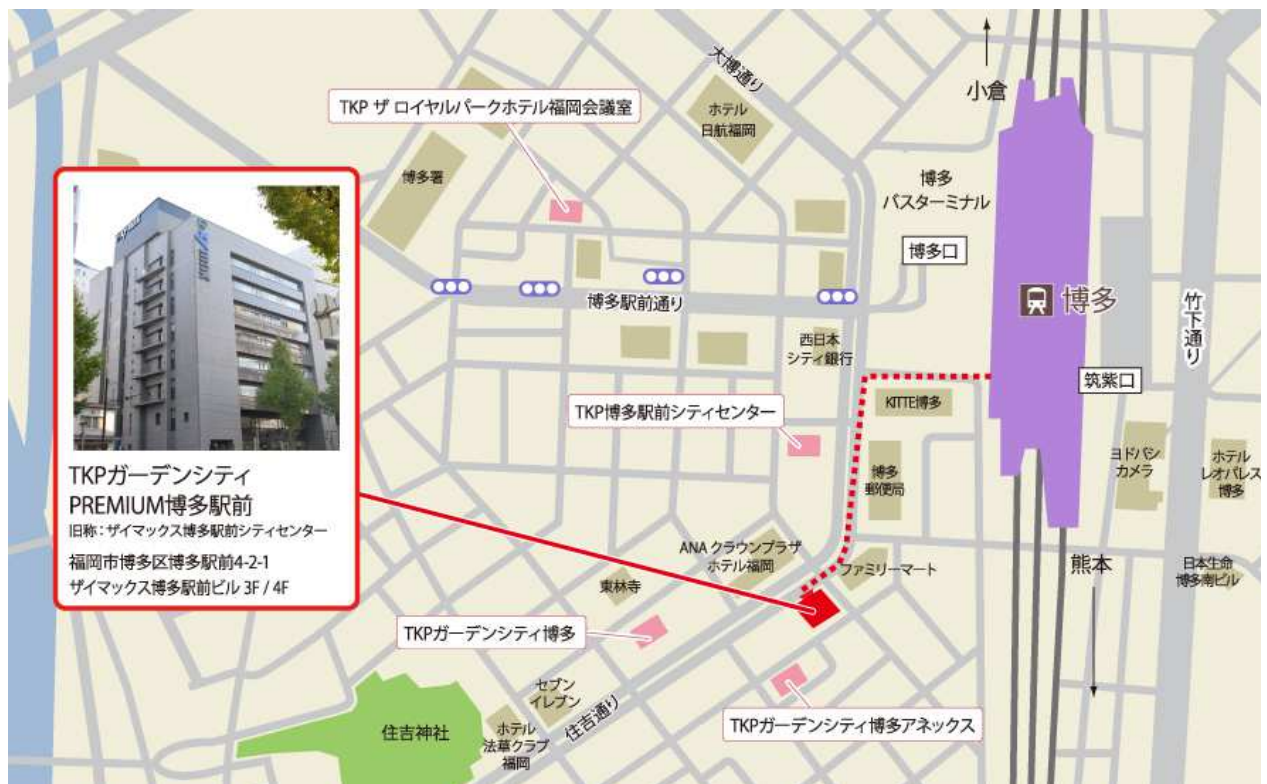 大博通り
小倉
TKP ザ ロイヤルパークホテル福岡会議室
ホテル
日航福岡
博多署
博多
バスターミナル
博多口
博多駅前通り
博多
竹下通り
西日本
シティ銀行
筑紫口
KITTE博多
TKP博多駅前シティセンター
ヨドバシ
カメラ
ホテル
レオパレス
博多
博多
郵便局
TKPガーデンシティ
PREMIUM博多駅前
旧称：ザイマックス博多駅前シティセンター
福岡市博多区博多駅前4-2-1
ザイマックス博多駅前ビル 3F / 4F
ANA クラウンプラザ
ホテル福岡
ファミリーマート
熊本
日本生命
博多南ビル
東林寺
TKPガーデンシティ博多
セブン
イレブン
住吉通り
TKPガーデンシティ博多アネックス
住吉神社
ホテル
法華クラブ
福岡